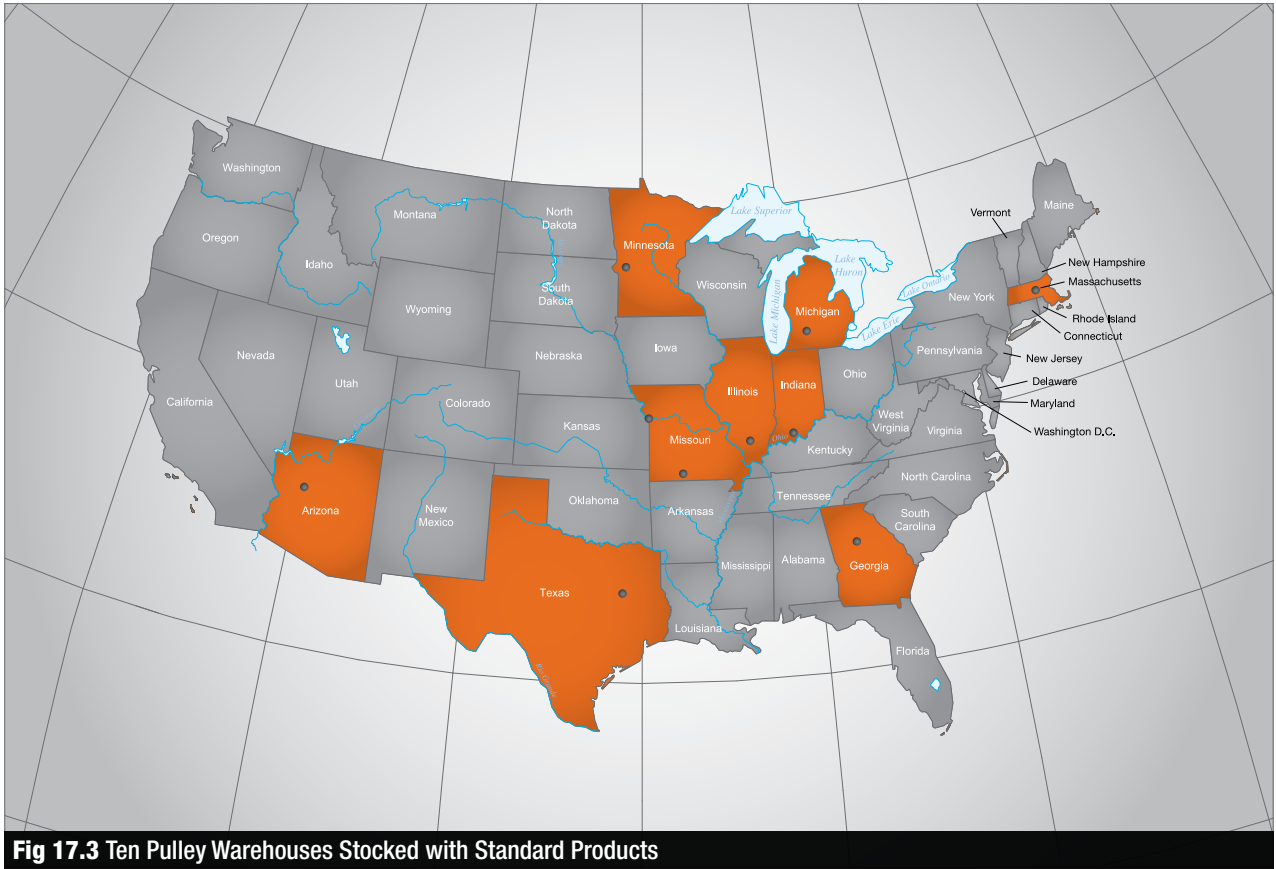 Washington
Oregon
Idaho
Montana
North
Dakota
South
Dakota
Wyoming
Nebraska
Nevada
Utah
California
Colorado
Kansas
Arizona
New
Mexico
Oklahoma
Texas
Rio Grande
Minnesota
Iowa
Missouri
Arkansas
Louisiana
Wisconsin
Illinois
Indiana
Michigan
Ohio
Ohio
Kentucky
Tennessee
Mississippi
Alabama
Georgia
Florida
South
Carolina
North Carolina
Virginia
West
Virginia
Pennsylvania
New York
Lake Superior
Lake Michigan
Lake
Huron
Lake Erie
Lake Ontario
Vermont
Maine
New Hampshire
Massachusetts
Rhode Island
Connecticut
New Jersey
Delaware
Maryland
Washington D.C.
Fig 17.3 Ten Pulley Warehouses Stocked with Standard Products